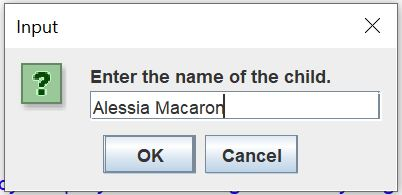 Input
Enter the name of the child.
Alessia Macaron
OK
Cancel